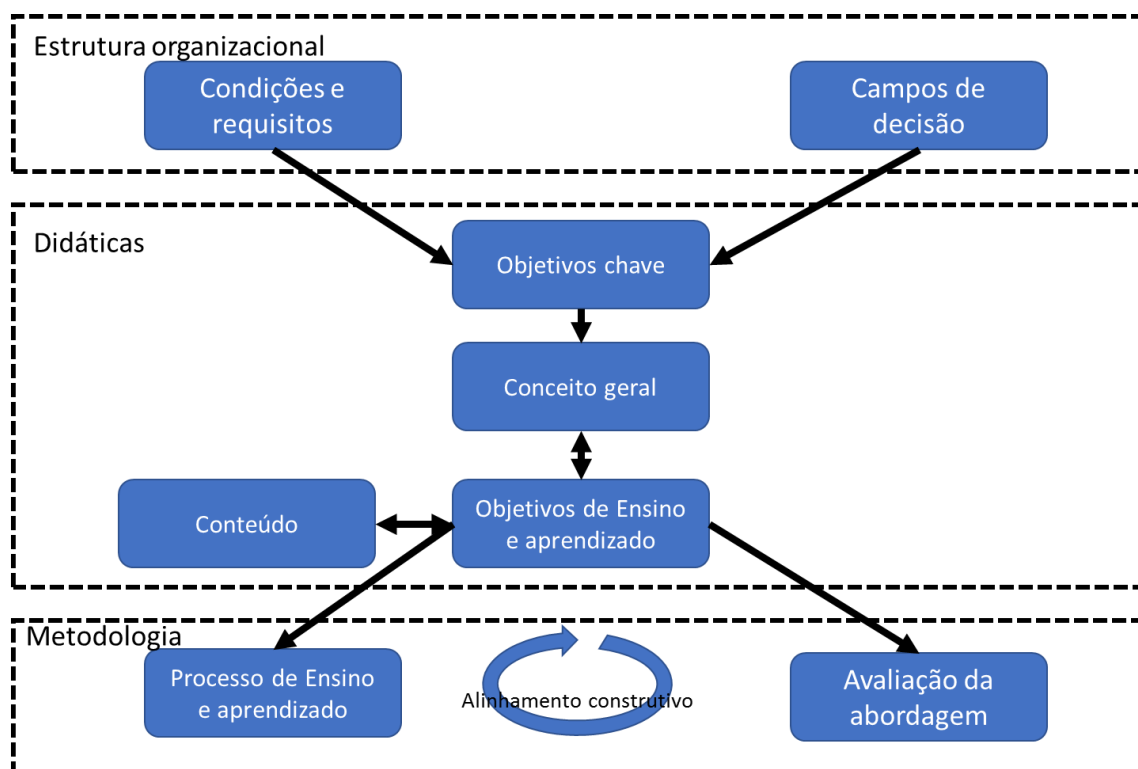 Estrutura organizacional
Condições e
requisitos
Campos de
decisão
Didáticas
Objetivos chave
Conceito geral
Conteúdo
Objetivos de Ensino
e aprendizado
Metodologia
Processo de Ensino
e aprendizado
Alinhamento construtivo
Avaliação da
abordagem